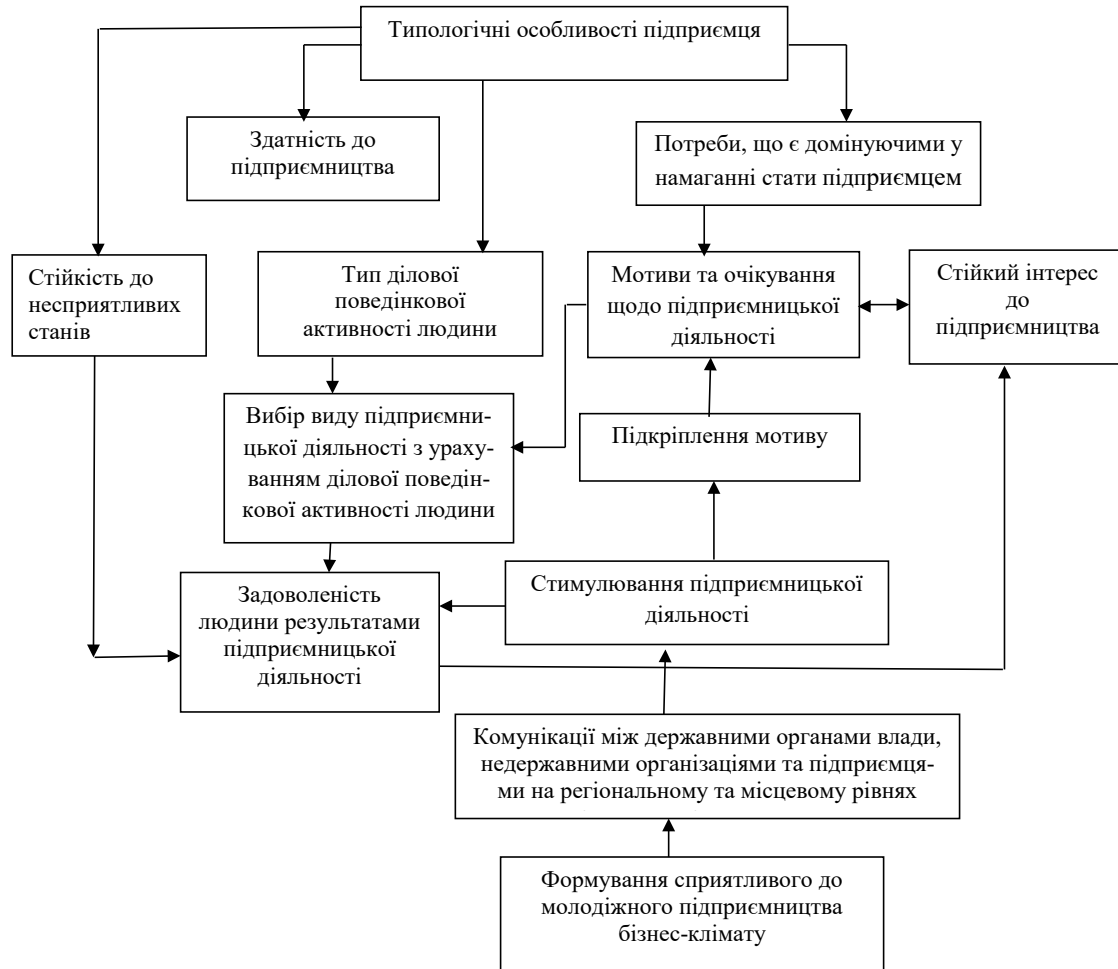 Типологічні особливості підприємця
Здатність до
підприємництва
Потреби, що є домінуючими у
намаганні стати підприємцем
Стійкість до
несприятливих
станів
Тип ділової
поведінкової
активності людини
Мотиви та очікування
щодо підприємницької
діяльності
Стійкий інтерес
до
підприємництва
Вибір виду підприємни-
цької діяльності з ураху-
ванням ділової поведін-
кової активності людини
Підкріплення мотиву
Задоволеність
людини результатами
підприємницької
діяльності
Стимулювання підприємницької
діяльності
Комунікації між державними органами влади,
недержавними організаціями та підприємця-
ми на регіональному та місцевому рівнях
Формування сприятливого до
молодіжного підприємництва
бізнес-клімату